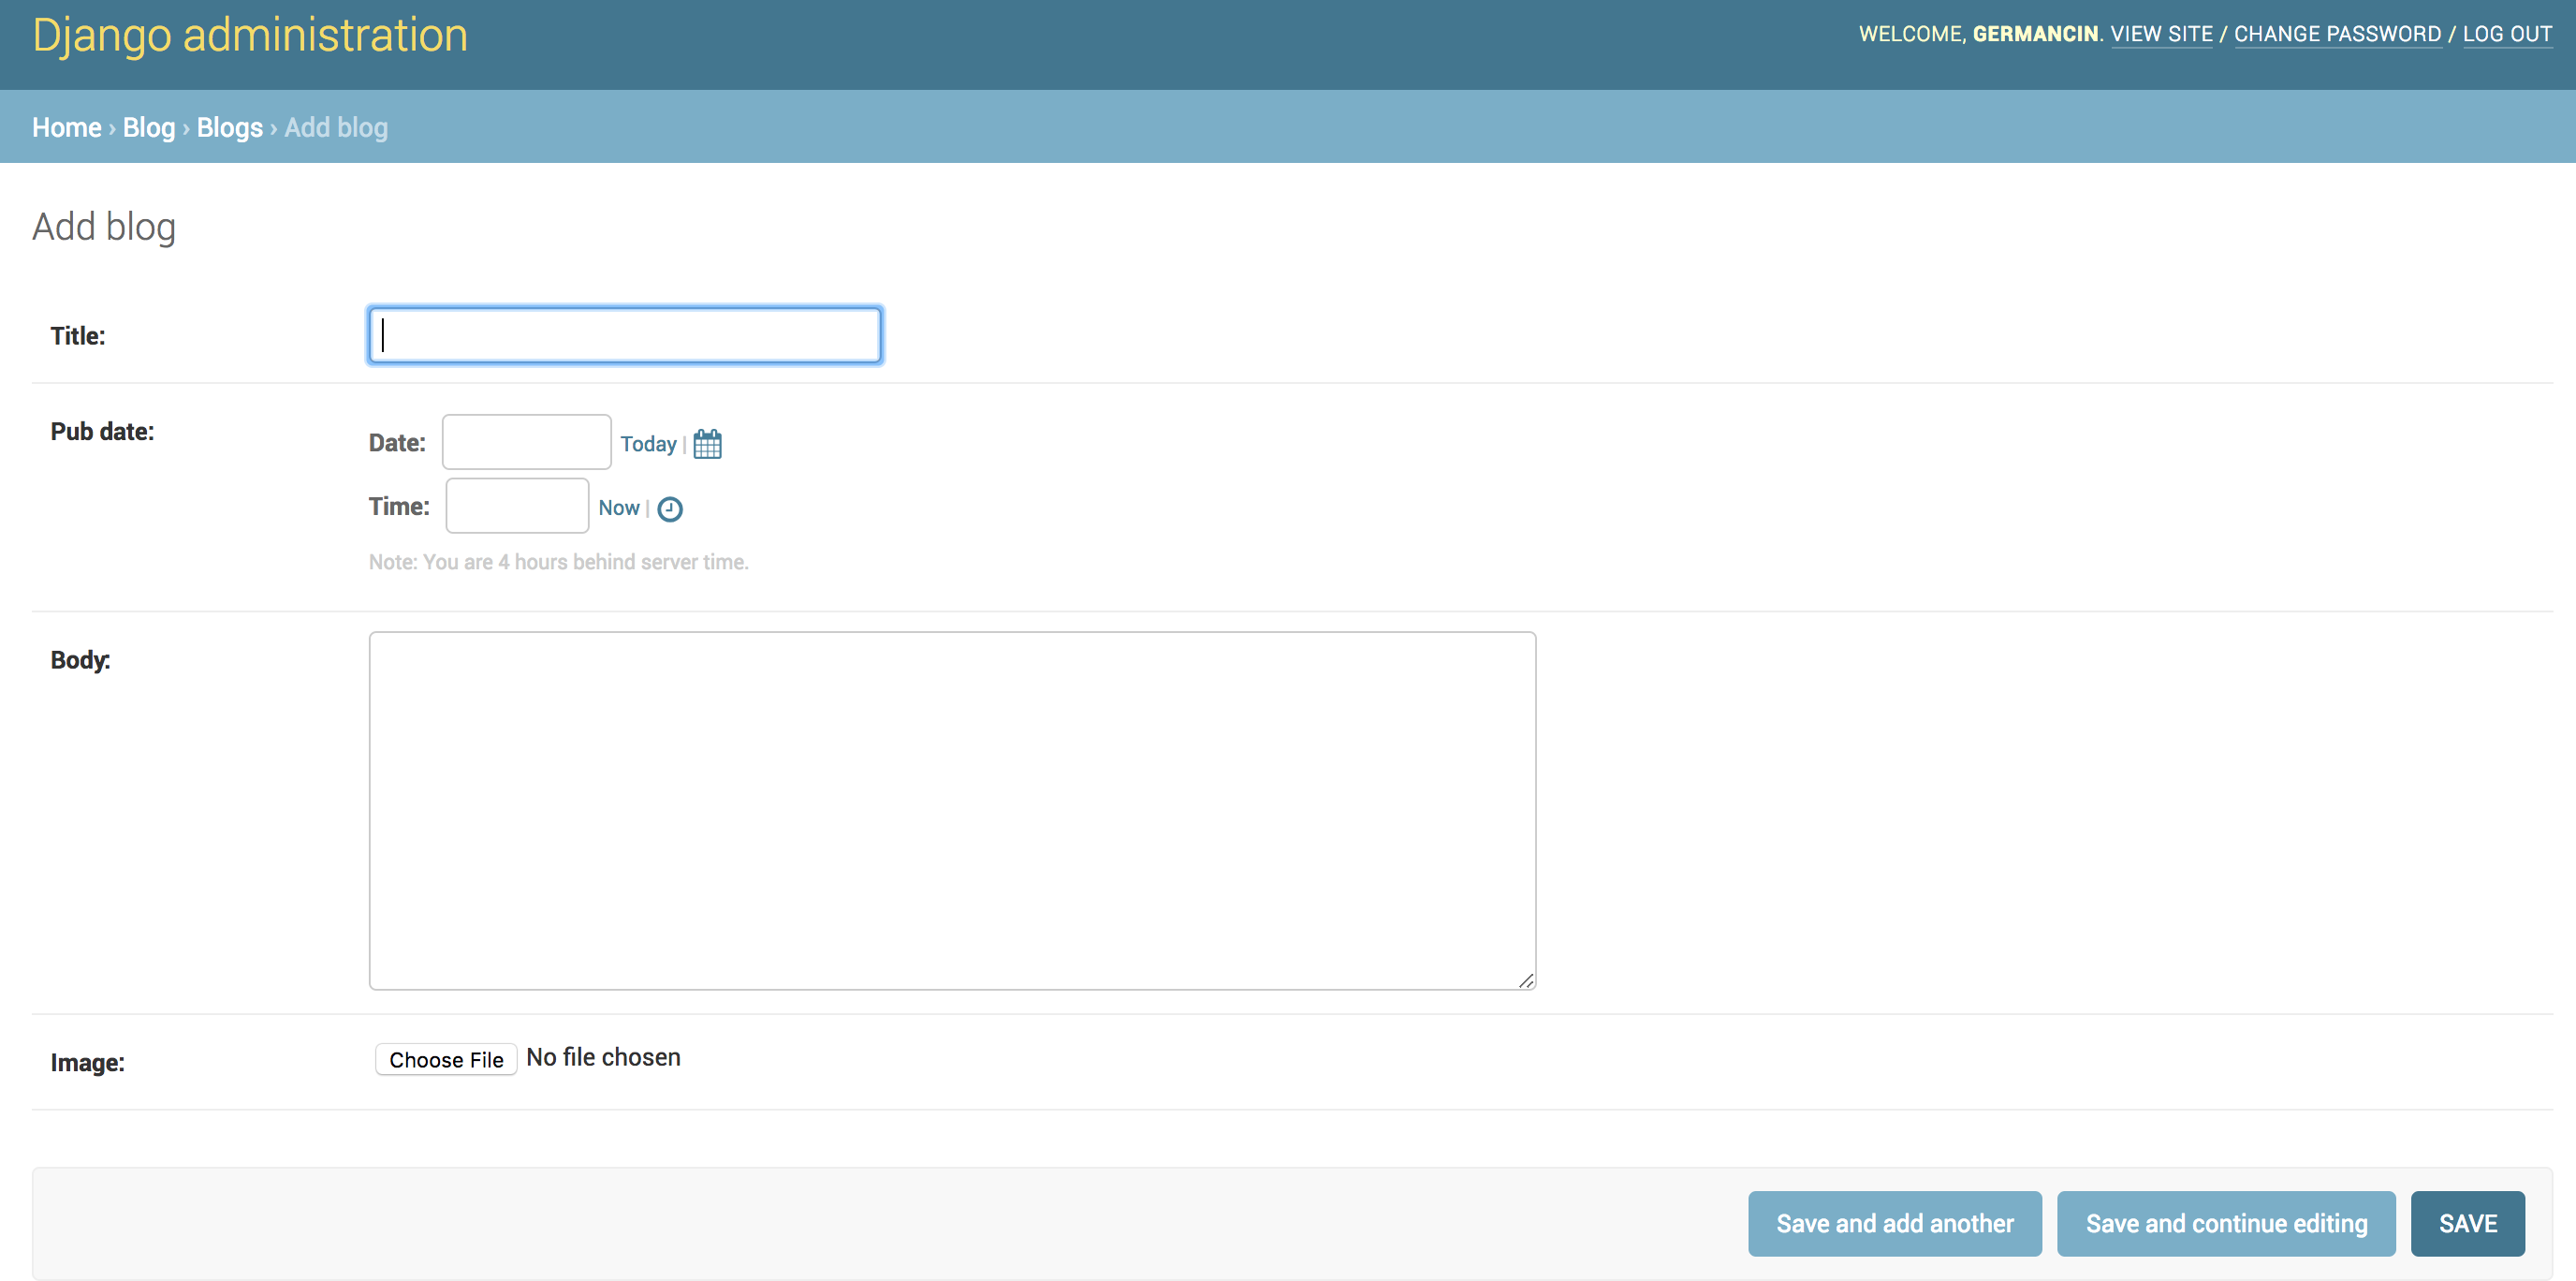 Django administration
WELCOME, GERMANCIN. VIEW SITE / CHANGE PASSWORD / LOG OUT
Home › Blog › Blogs › Add blog
Add blog
Title:
Pub date:
Date: Today |
Time: Now |
Note: You are 4 hours behind server time.
Body:
Image: Choose File No file chosen
Save and add another Save and continue editing SAVE